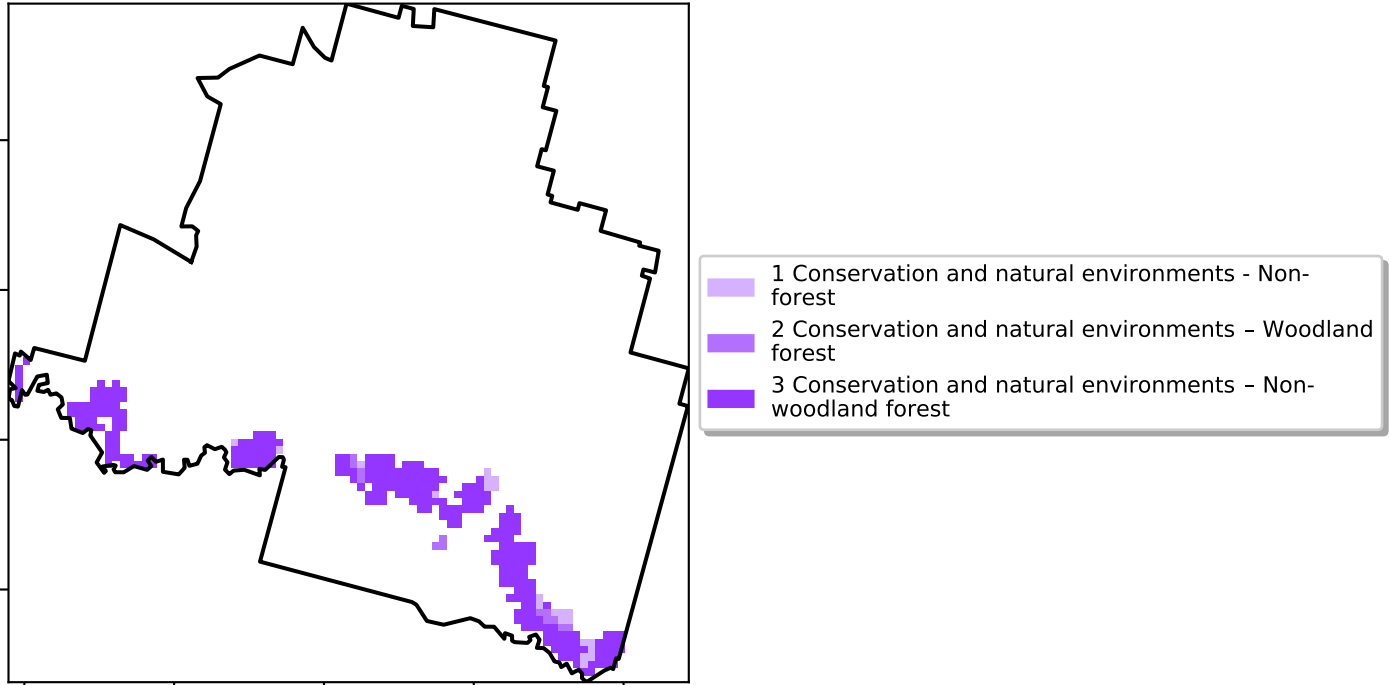 1 Conservation and natural environments - Non-
forest
2 Conservation and natural environments – Woodland
forest
3 Conservation and natural environments – Non-
woodland forest